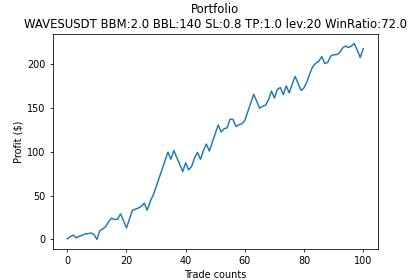 Portfolio
WAVESUSDT BBM:2.0 BBL:140 SL:0.8 TP:1.0 lev:20 WinRatio:72.0
Profit ($)
200
150
100
50
0
0 20 40 60 80 100
Trade counts